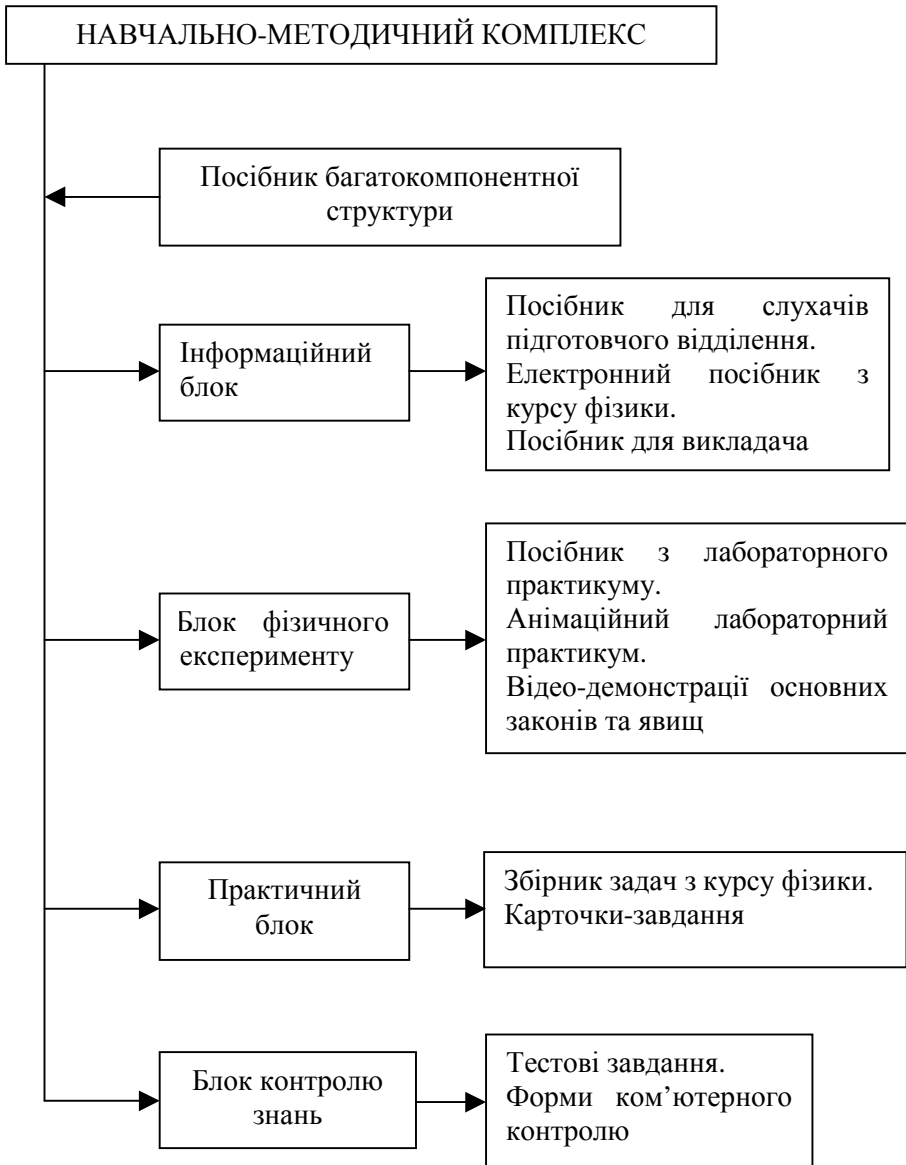 НАВЧАЛЬНО-МЕТОДИЧНИЙ КОМПЛЕКС
Посібник багатокомпонентної
структури
Інформаційний
блок
Посібник для слухачів
підготовчого відділення.
Електронний посібник з
курсу фізики.
Посібник для викладача
Блок фізичного
експерименту
Посібник з лабораторного
практикуму.
Анімаційний лабораторний
практикум.
Відео-демонстрації основних
законів та явищ
Практичний
блок
Збірник задач з курсу фізики.
Карточки-завдання
Блок контролю
знань
Тестові завдання.
Форми ком’ютерного
контролю